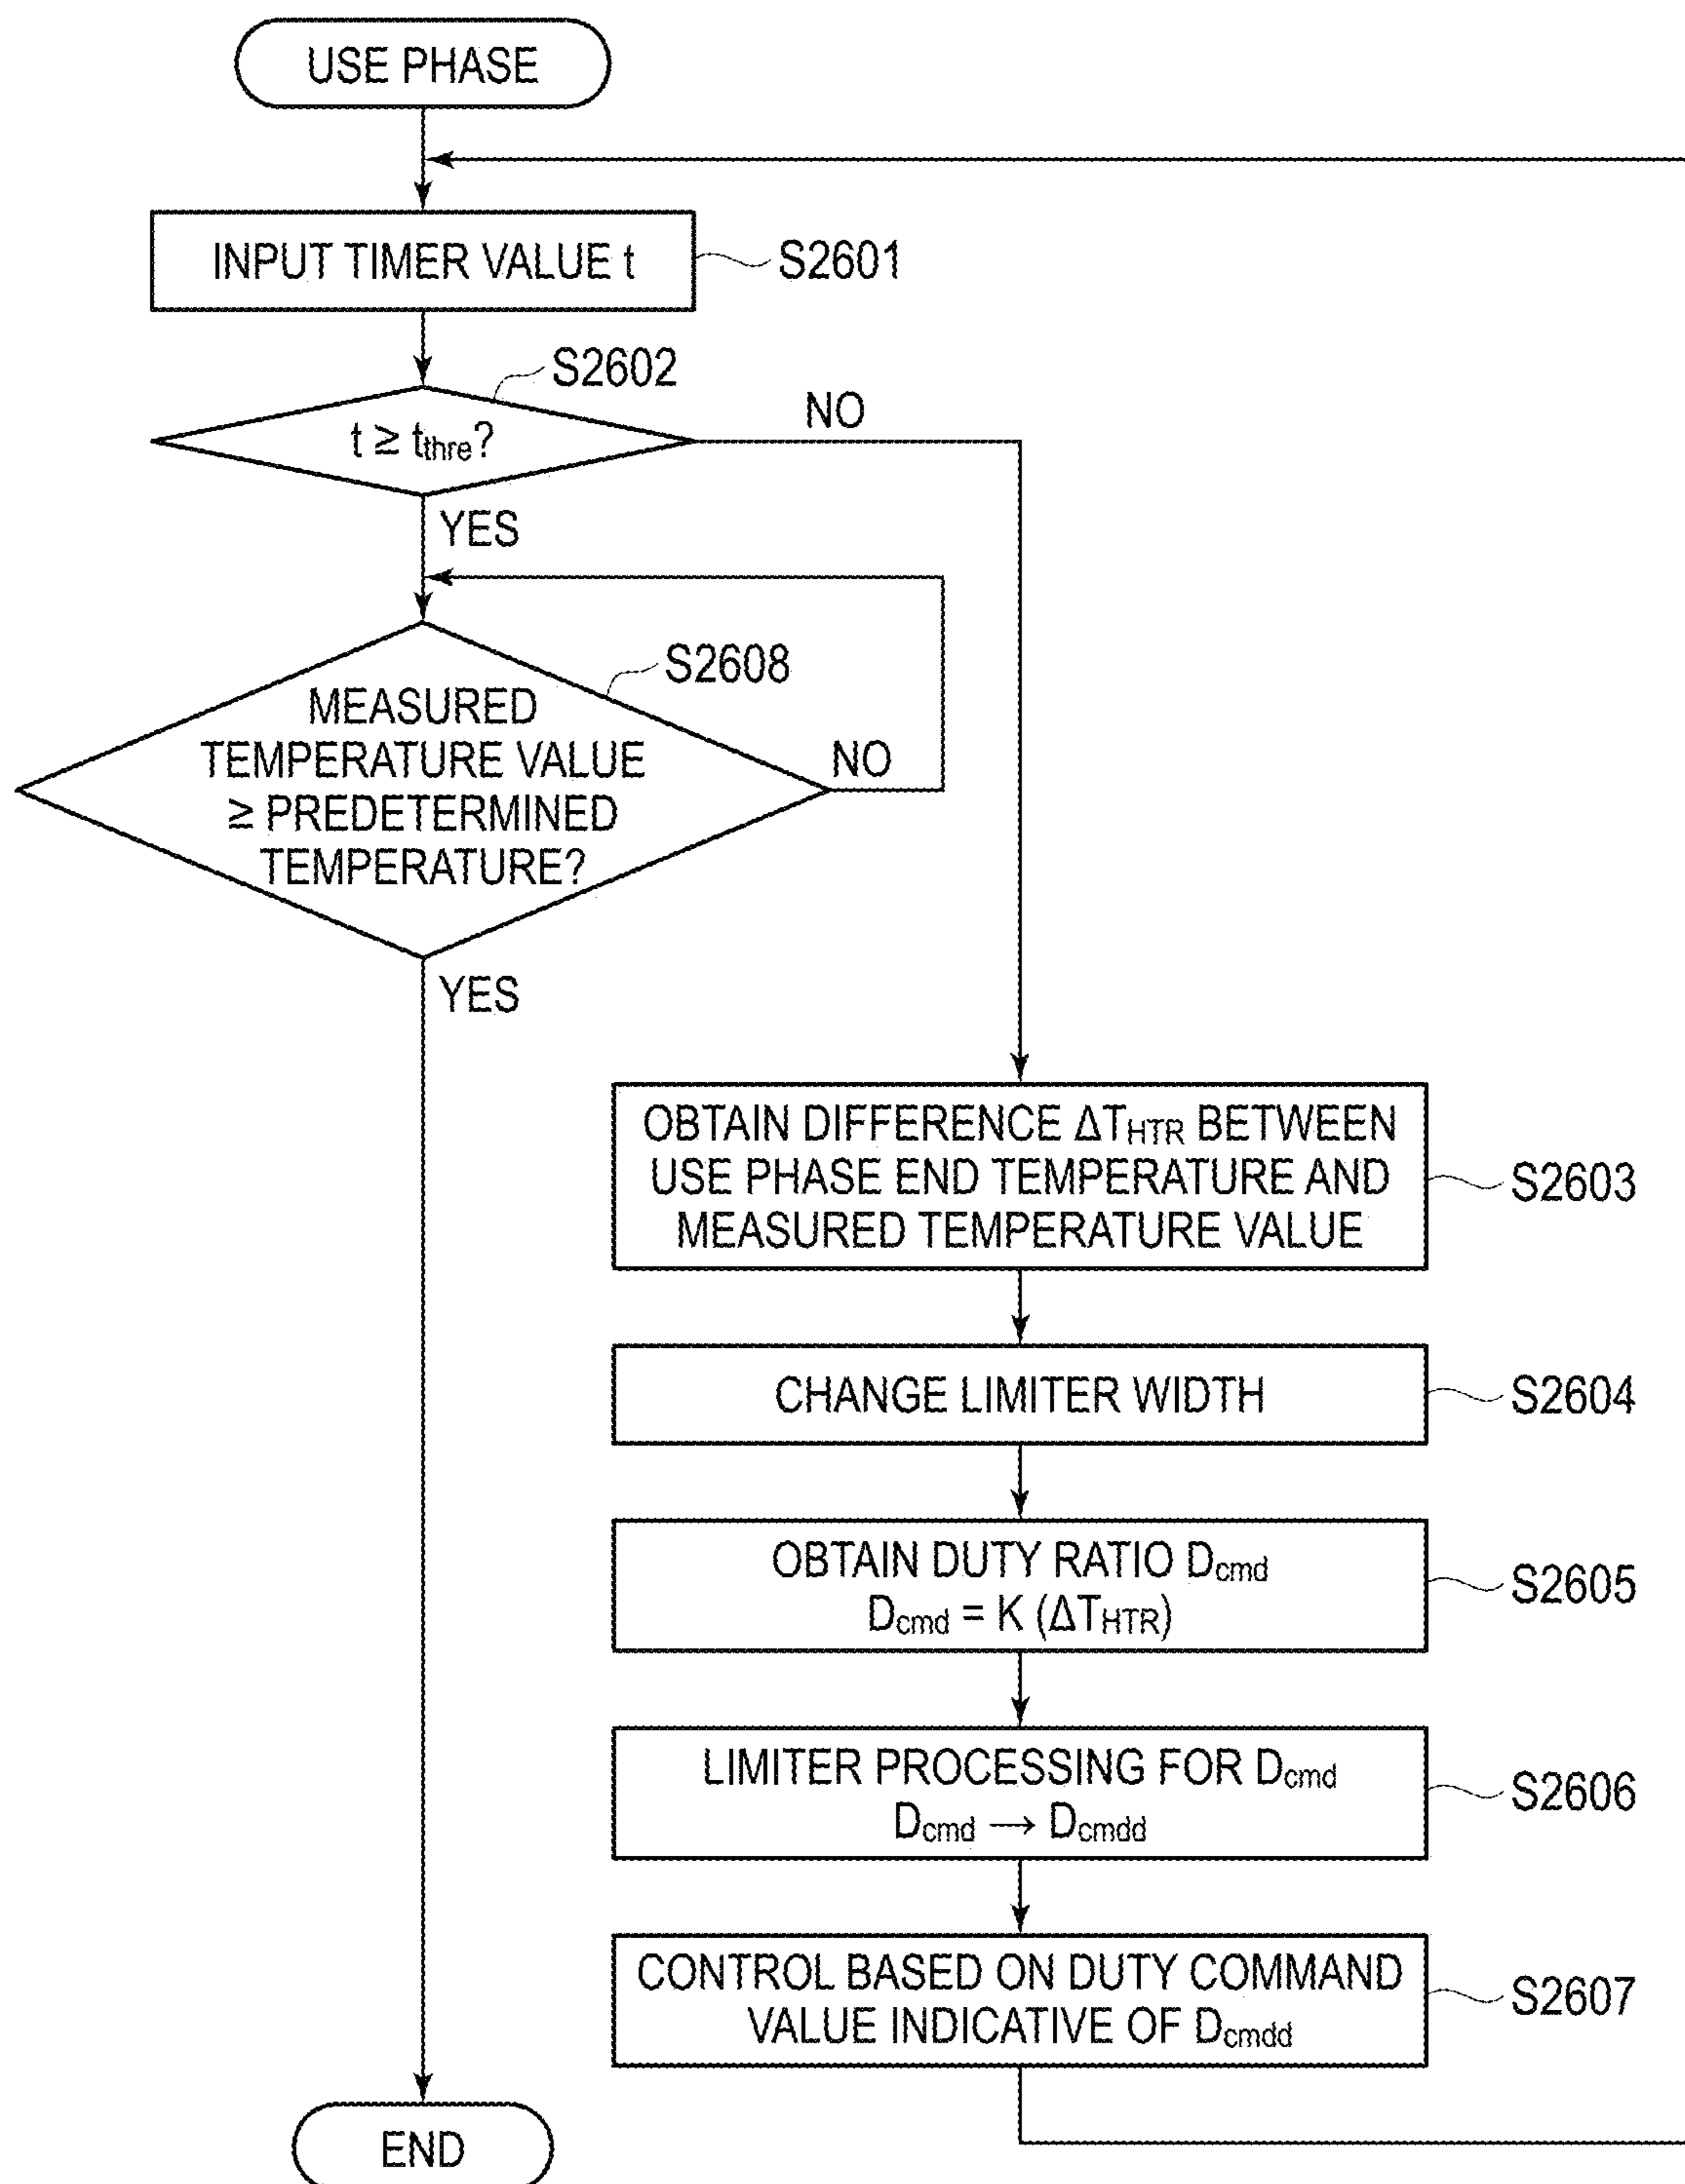 USE PHASE
INPUT TIMER VALUE t
S2601
S2602
t ≥ tthre?
NO
YES
S2608
MEASURED
TEMPERATURE VALUE
≥ PREDETERMINED
TEMPERATURE?
NO
YES
OBTAIN DIFFERENCE ΔTHTR BETWEEN
USE PHASE END TEMPERATURE AND
MEASURED TEMPERATURE VALUE
S2603
CHANGE LIMITER WIDTH
S2604
OBTAIN DUTY RATIO Dcmd
Dcmd = K (ΔTHTR)
S2605
LIMITER PROCESSING FOR Dcmd
Dcmd → Dcmdd
S2606
CONTROL BASED ON DUTY COMMAND
VALUE INDICATIVE OF Dcmdd
S2607
END